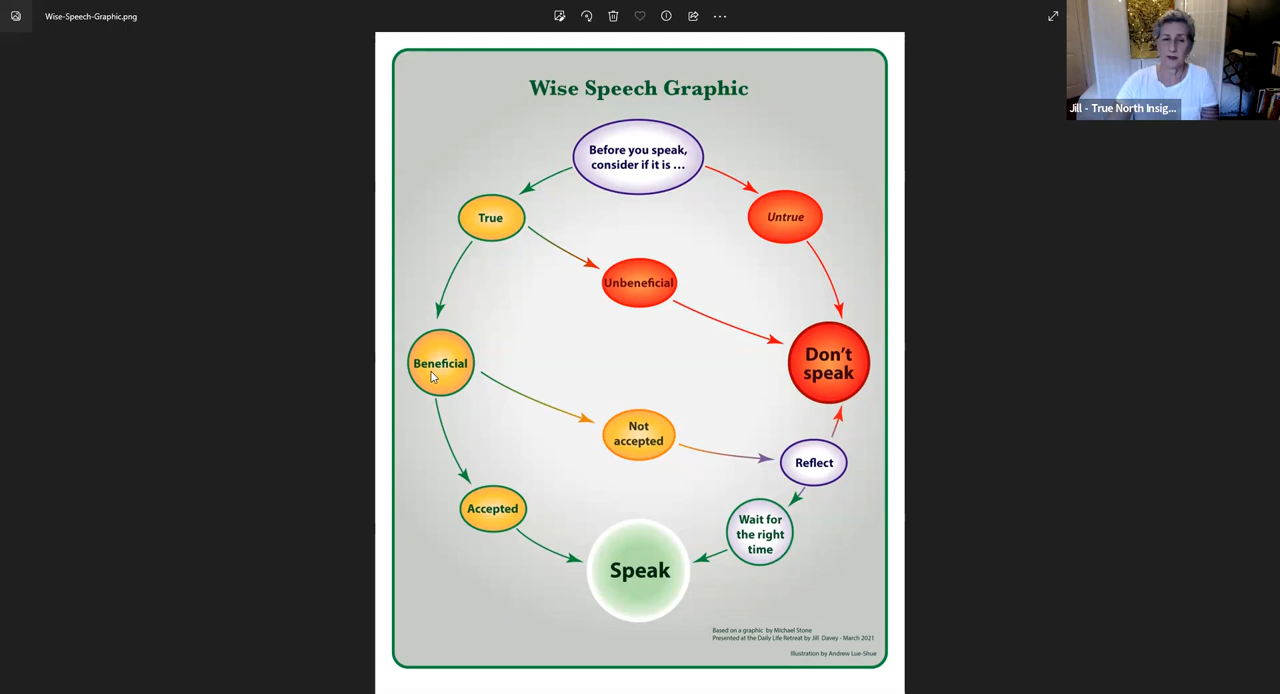 Wise-Speech-Graphic.png
Jill - True North Insig...
Wise Speech Graphic
Before you speak,
consider if it is ...
True
Untrue
Unbeneficial
Beneficial
Don't
speak
Not
accepted
Reflect
Accepted
Wait for
the right
time
Speak
Based on a graphic by Michael Stone
Presented at the Daily Life Retreat by Jill Davey - March 2021
Illustration by Andrew Lue-Shue